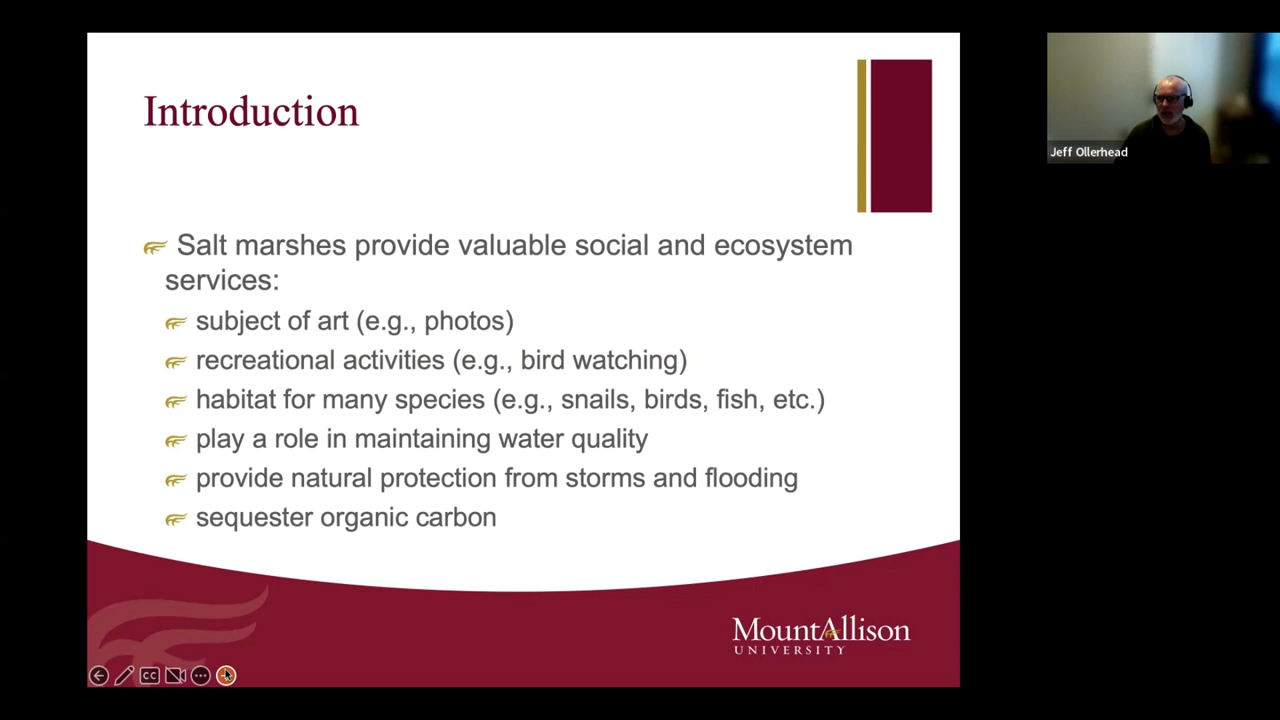 Introduction
Jeff Ollerhead
Salt marshes provide valuable social and ecosystem
services:
subject of art (e.g., photos)
recreational activities (e.g., bird watching)
habitat for many species (e.g., snails, birds, fish, etc.)
play a role in maintaining water quality
provide natural protection from storms and flooding
sequester organic carbon
MountAllison
UNIVERSITY
CC